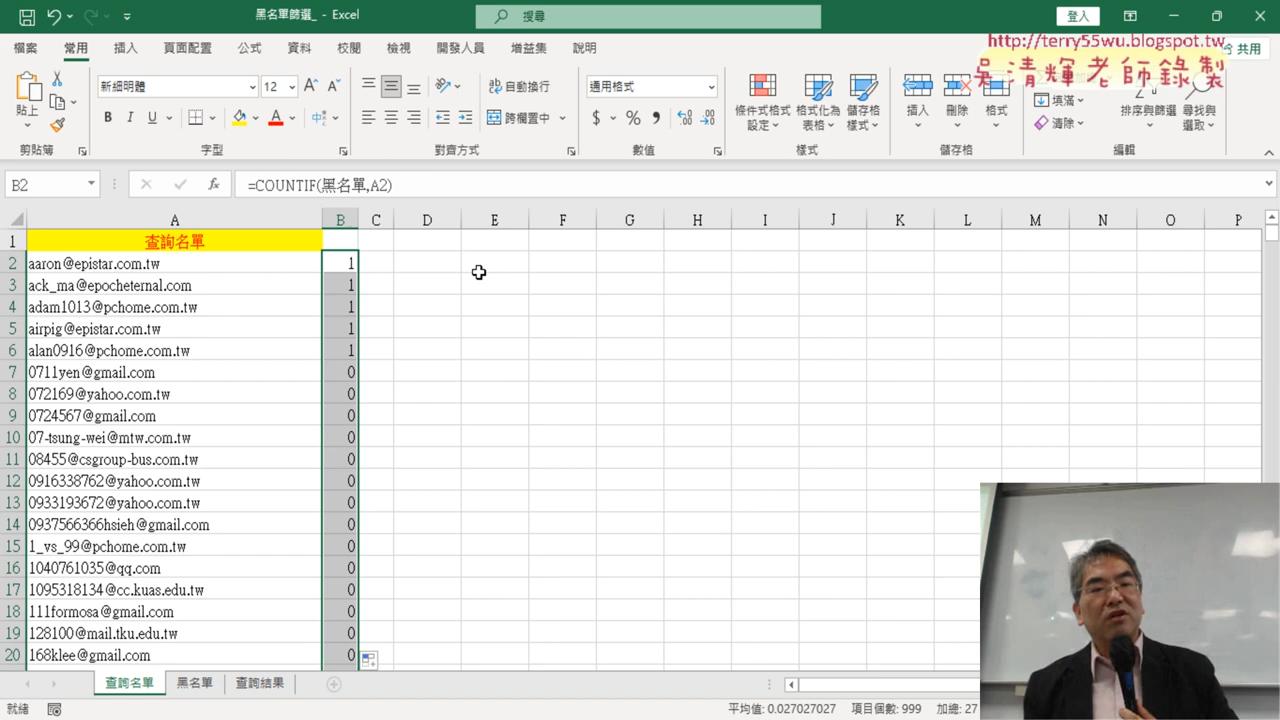 黑名單篩選_ - Excel
搜尋
登入
檔案 常用 插入 頁面配置 公式 資料 校閱 檢視 開發人員 增益集 說明
共用
http://terry55wu.blogspot.tw
吳清輝老師錄製
貼上
新細明體 12
B I U A
中
ab 自動換行
跨欄置中
通用格式
$ % ,
條件式格式設定 格式化為表格 儲存格樣式
插入 刪除 格式
填滿
清除
排序與篩選 尋找與選取
剪貼簿 字型 對齊方式 數值 樣式 儲存格 編輯
B2 fx =COUNTIF(黑名單,A2)
A B C D E F G H I J K L M N O P
1 查詢名單
2 aaron@epistar.com.tw 1
3 ack_ma@epocheternal.com 1
4 adam1013@pchome.com.tw 1
5 airpig@epistar.com.tw 1
6 alan0916@pchome.com.tw 1
7 0711yen@gmail.com 0
8 072169@yahoo.com.tw 0
9 0724567@gmail.com 0
10 07-tsung-wei@mtw.com.tw 0
11 08455@csgroup-bus.com.tw 0
12 0916338762@yahoo.com.tw 0
13 0933193672@yahoo.com.tw 0
14 0937566366hsieh@gmail.com 0
15 1_vs_99@pchome.com.tw 0
16 1040761035@qq.com 0
17 1095318134@cc.kuas.edu.tw 0
18 111formosa@gmail.com 0
19 128100@mail.tku.edu.tw 0
20 168klee@gmail.com 0
查詢名單 黑名單 查詢結果
就緒
平均值: 0.027027027 項目個數: 999 加總: 27